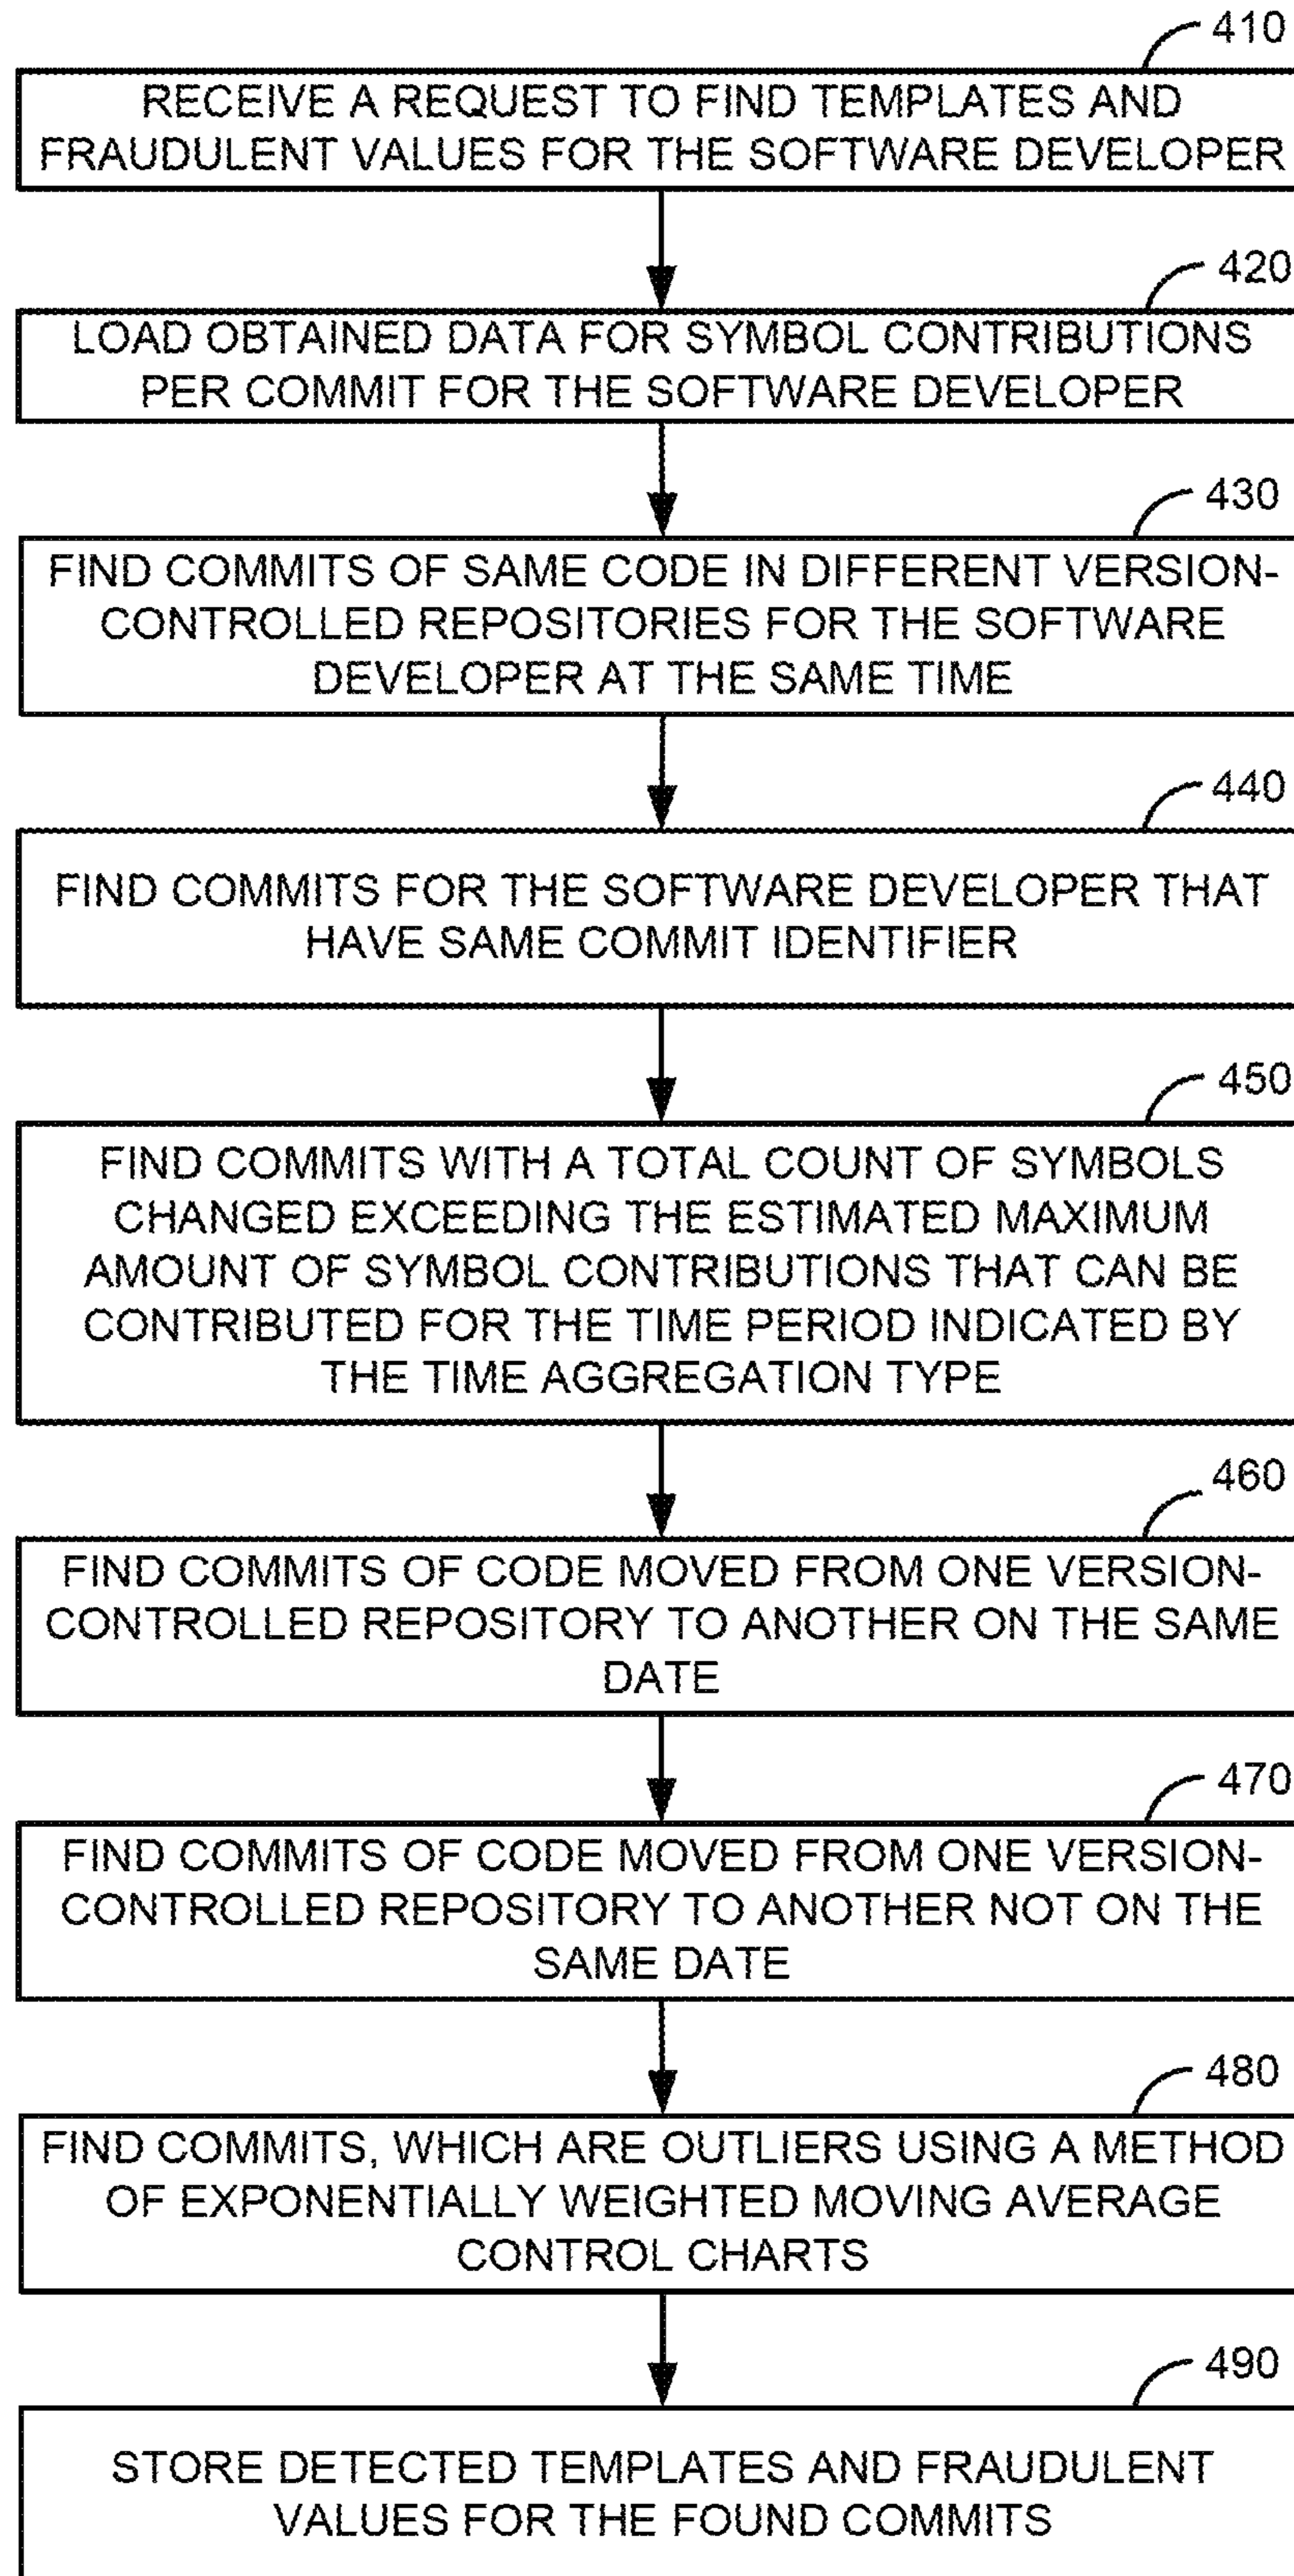 410
RECEIVE A REQUEST TO FIND TEMPLATES AND
FRAUDULENT VALUES FOR THE SOFTWARE DEVELOPER
420
LOAD OBTAINED DATA FOR SYMBOL CONTRIBUTIONS
PER COMMIT FOR THE SOFTWARE DEVELOPER
430
FIND COMMITS OF SAME CODE IN DIFFERENT VERSION-
CONTROLLED REPOSITORIES FOR THE SOFTWARE
DEVELOPER AT THE SAME TIME
440
FIND COMMITS FOR THE SOFTWARE DEVELOPER THAT
HAVE SAME COMMIT IDENTIFIER
450
FIND COMMITS WITH A TOTAL COUNT OF SYMBOLS
CHANGED EXCEEDING THE ESTIMATED MAXIMUM
AMOUNT OF SYMBOL CONTRIBUTIONS THAT CAN BE
CONTRIBUTED FOR THE TIME PERIOD INDICATED BY
THE TIME AGGREGATION TYPE
460
FIND COMMITS OF CODE MOVED FROM ONE VERSION-
CONTROLLED REPOSITORY TO ANOTHER ON THE SAME
DATE
470
FIND COMMITS OF CODE MOVED FROM ONE VERSION-
CONTROLLED REPOSITORY TO ANOTHER NOT ON THE
SAME DATE
480
FIND COMMITS, WHICH ARE OUTLIERS USING A METHOD
OF EXPONENTIALLY WEIGHTED MOVING AVERAGE
CONTROL CHARTS
490
STORE DETECTED TEMPLATES AND FRAUDULENT
VALUES FOR THE FOUND COMMITS